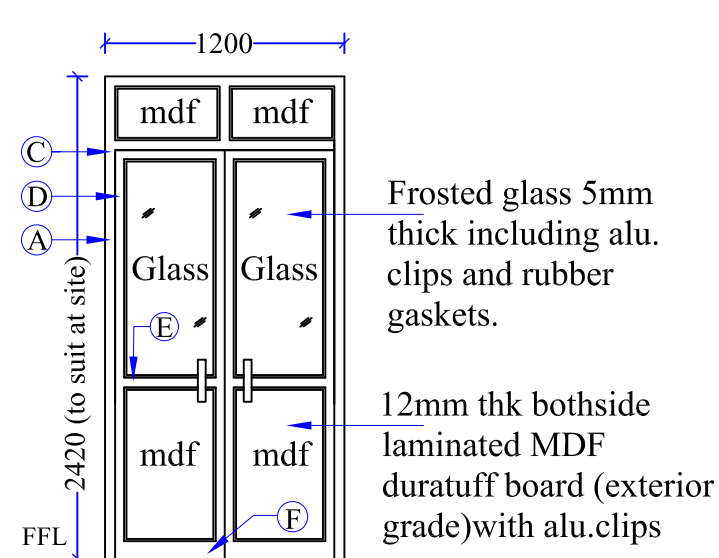 1200
mdf mdf
C
D
A
Frosted glass 5mm
thick including alu.
clips and rubber
gaskets.
Glass Glass
E
2420 (to suit at site)
12mm thk bothside
laminated MDF
duratuff board (exterior
grade)with alu.clips
mdf mdf
F
FFL